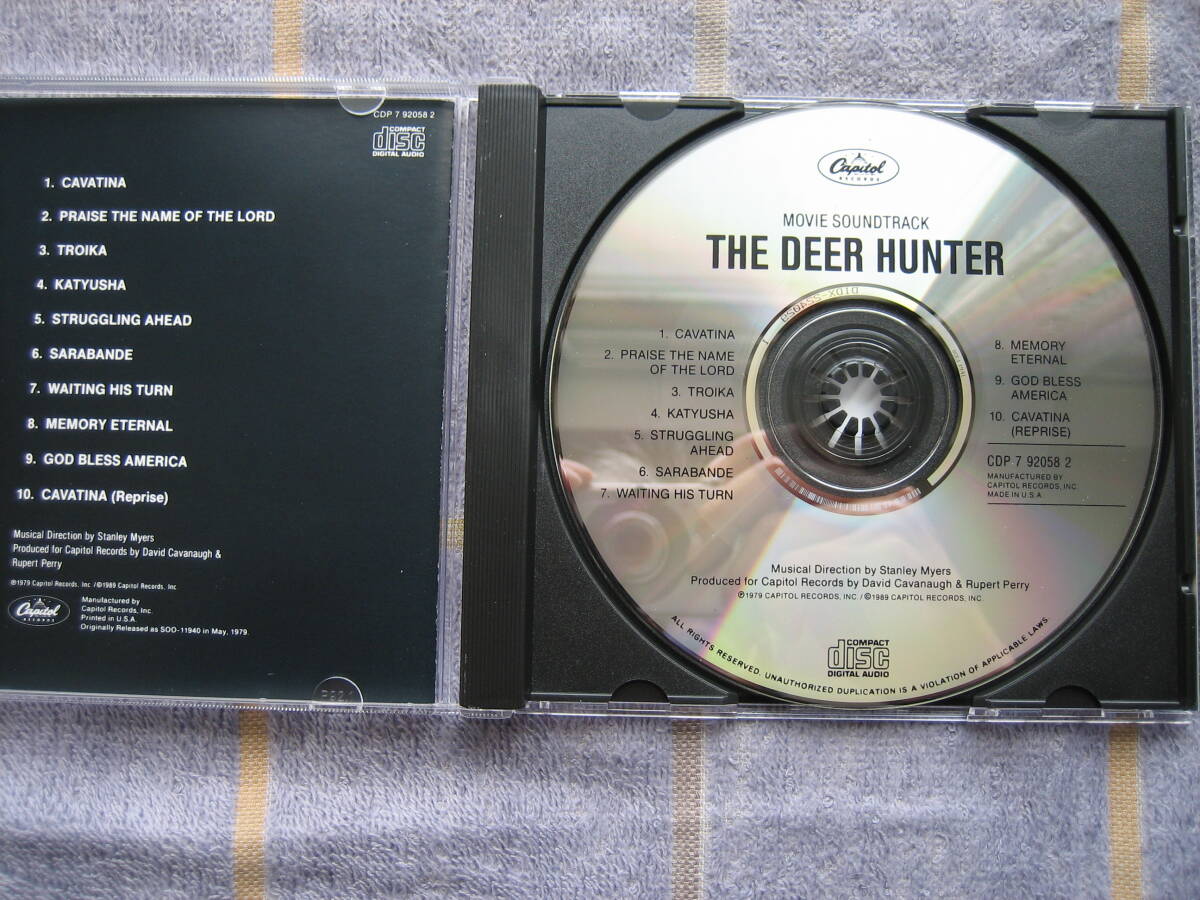 CDP 7 92058 2
COMPACT
disc
DIGITAL AUDIO
1. CAVATINA
2. PRAISE THE NAME OF THE LORD
3. TROIKA
4. KATYUSHA
5. STRUGGLING AHEAD
6. SARABANDE
7. WAITING HIS TURN
8. MEMORY ETERNAL
9. GOD BLESS AMERICA
10. CAVATINA (Reprise)
Musical Direction by Stanley Myers
Produced for Capitol Records by David Cavanaugh &
Rupert Perry
℗1979 Capitol Records, Inc./©1989 Capitol Records, Inc.
Capitol
RECORDS
Manufactured by
Capitol Records, Inc.
Printed in U.S.A.
Originally Released as SOO-11940 in May, 1979.
Capitol
RECORDS
MOVIE SOUNDTRACK
THE DEER HUNTER
1. CAVATINA
2. PRAISE THE NAME
OF THE LORD
3. TROIKA
4. KATYUSHA
5. STRUGGLING
AHEAD
6. SARABANDE
7. WAITING HIS TURN
8. MEMORY
ETERNAL
9. GOD BLESS
AMERICA
10. CAVATINA
(REPRISE)
CDP 7 92058 2
MANUFACTURED BY
CAPITOL RECORDS, INC.
MADE IN U.S.A.
Musical Direction by Stanley Myers
Produced for Capitol Records by David Cavanaugh & Rupert Perry
℗1979 CAPITOL RECORDS, INC./©1989 CAPITOL RECORDS, INC.
COMPACT
disc
DIGITAL AUDIO
ALL RIGHTS RESERVED. UNAUTHORIZED DUPLICATION IS A VIOLATION OF APPLICABLE LAWS.